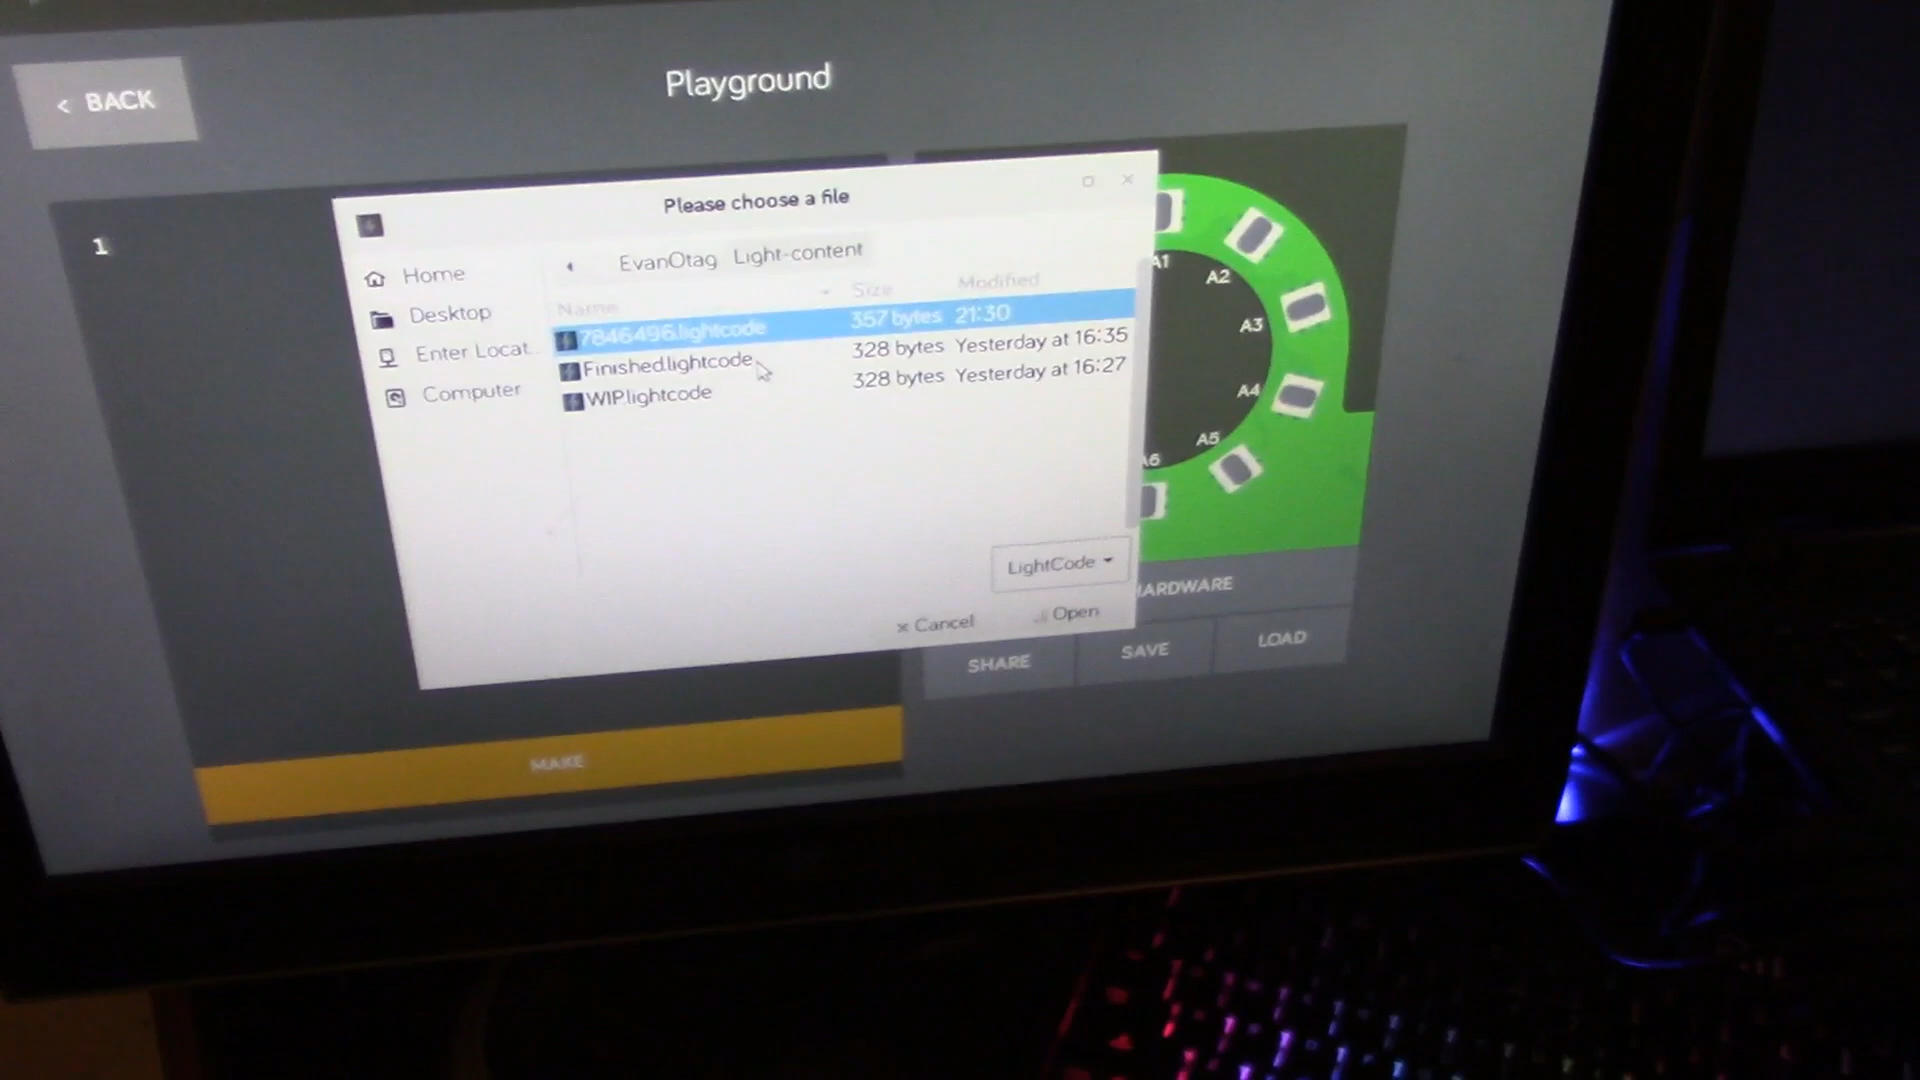 < BACK
Playground
1
Please choose a file
EvanOtag Light-content
Home
Desktop
Enter Locat..
Computer
Name Size Modified
7846496.lightcode 357 bytes 21:30
Finished.lightcode 328 bytes Yesterday at 16:35
WIP.lightcode 328 bytes Yesterday at 16:27
LightCode
Cancel Open
A1
A2
A3
A4
A5
A6
HARDWARE
SHARE SAVE LOAD
MAKE